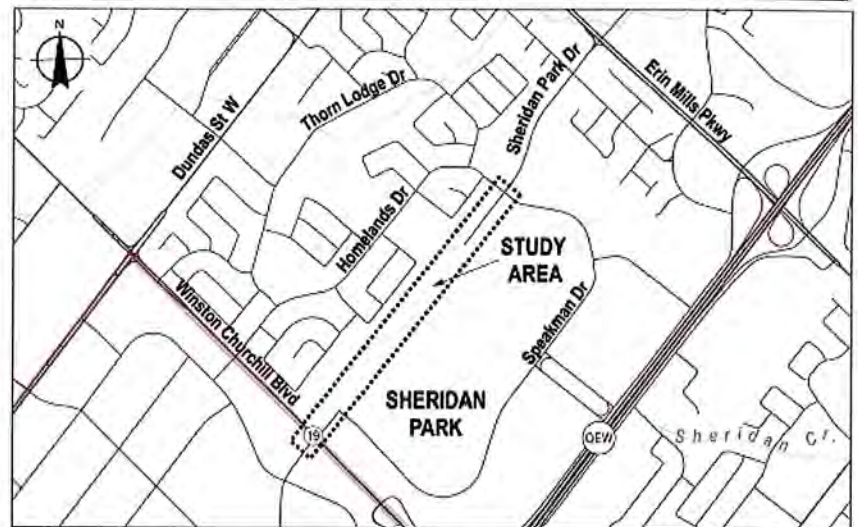 N
Dundas St W
Thorn Lodge Dr
Sheridan Park Dr
Erin Mills Pkwy
Homelands Dr
STUDY
AREA
Winston Churchill Blvd
Speakman Dr
SHERIDAN
PARK
19
QEW
Sheridan Cr.